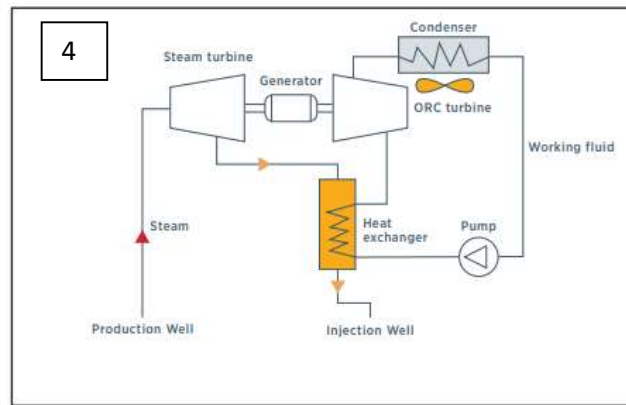 4
Condenser
Steam turbine
Generator
ORC turbine
Working fluid
Steam
Heat
exchanger
Pump
Production Well
Injection Well